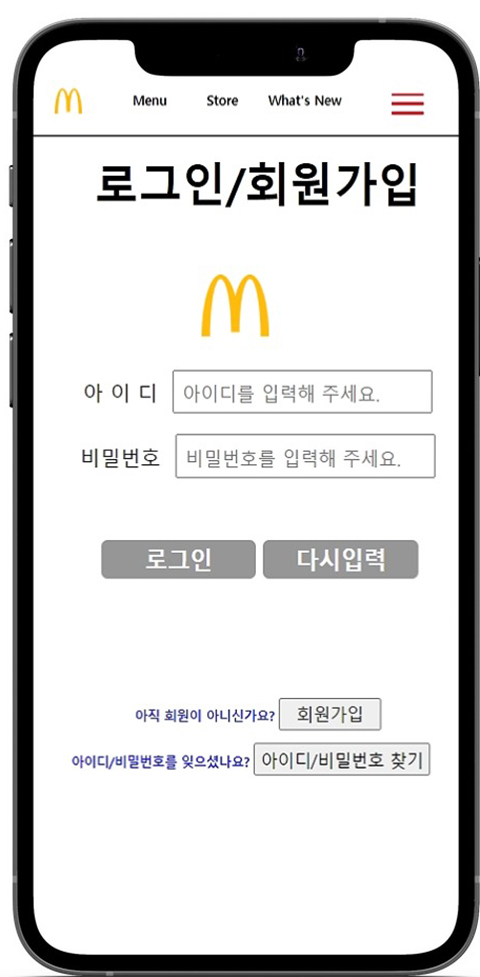 Menu Store What's New
로그인/회원가입
아 이 디 아이디를 입력해 주세요.
비밀번호 비밀번호를 입력해 주세요.
로그인 다시입력
아직 회원이 아니신가요? 회원가입
아이디/비밀번호를 잊으셨나요? 아이디/비밀번호 찾기